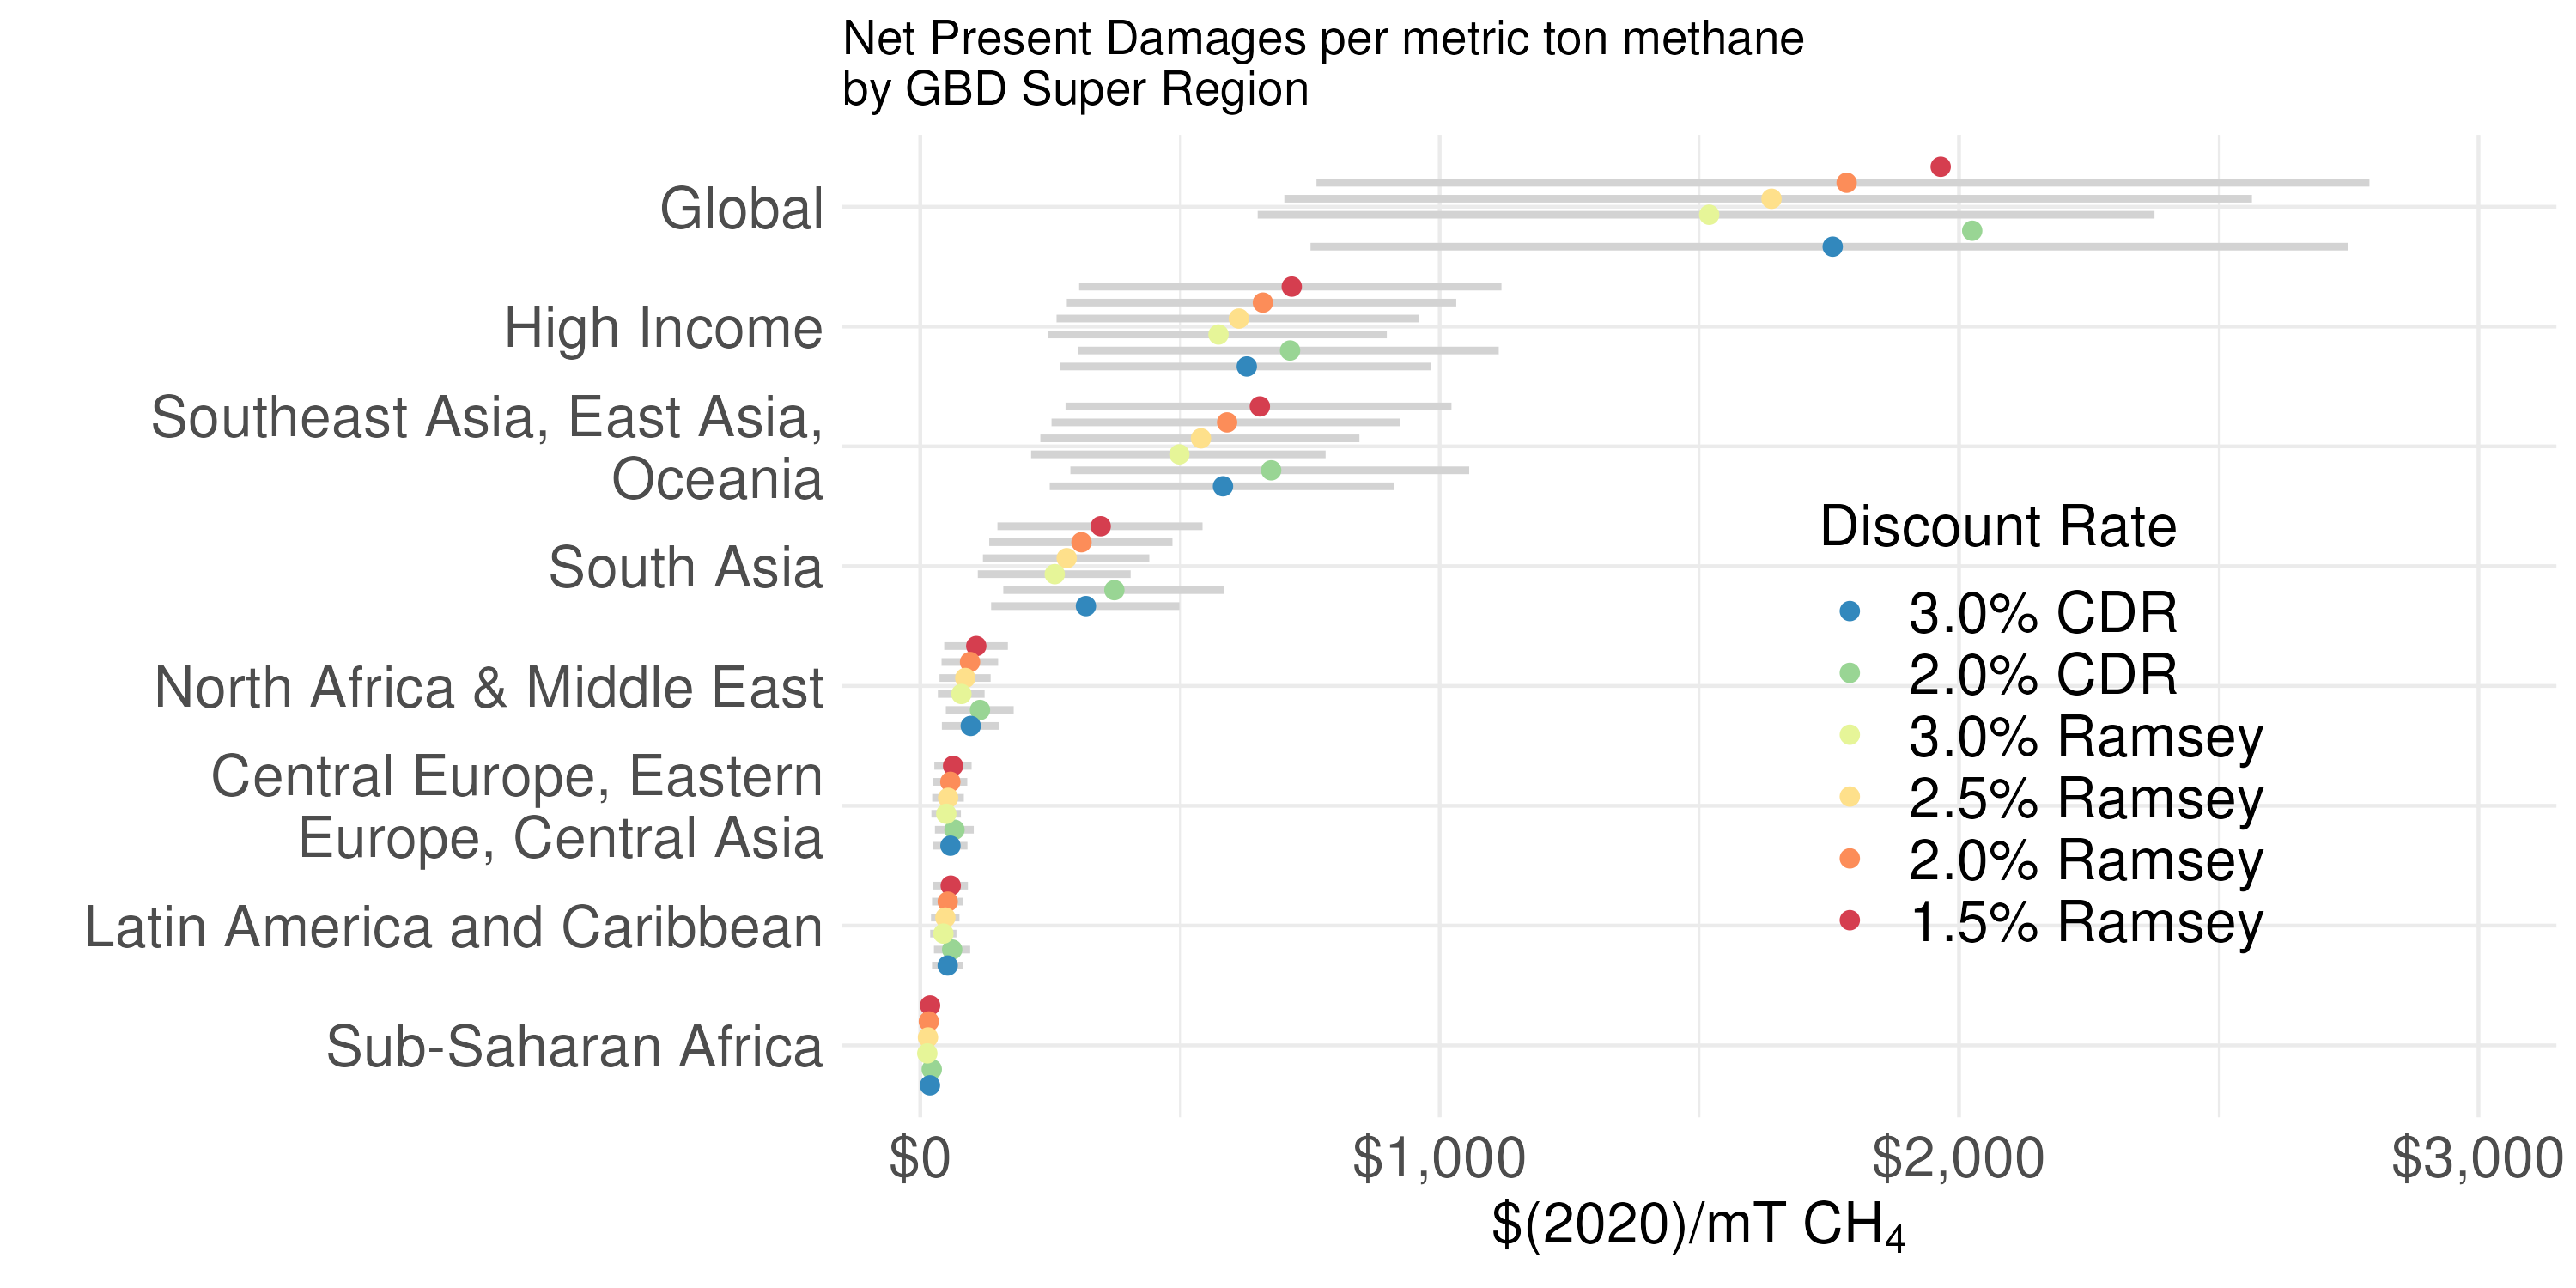 Net Present Damages per metric ton methane
by GBD Super Region
Global
High Income
Southeast Asia, East Asia,
Oceania
South Asia
North Africa & Middle East
Central Europe, Eastern
Europe, Central Asia
Latin America and Caribbean
Sub-Saharan Africa
Discount Rate
3.0% CDR
2.0% CDR
3.0% Ramsey
2.5% Ramsey
2.0% Ramsey
1.5% Ramsey
$0 $1,000 $2,000 $3,000
$(2020)/mT CH₄